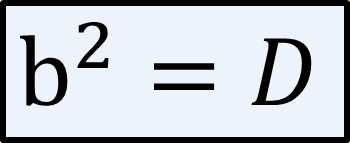 b² = D